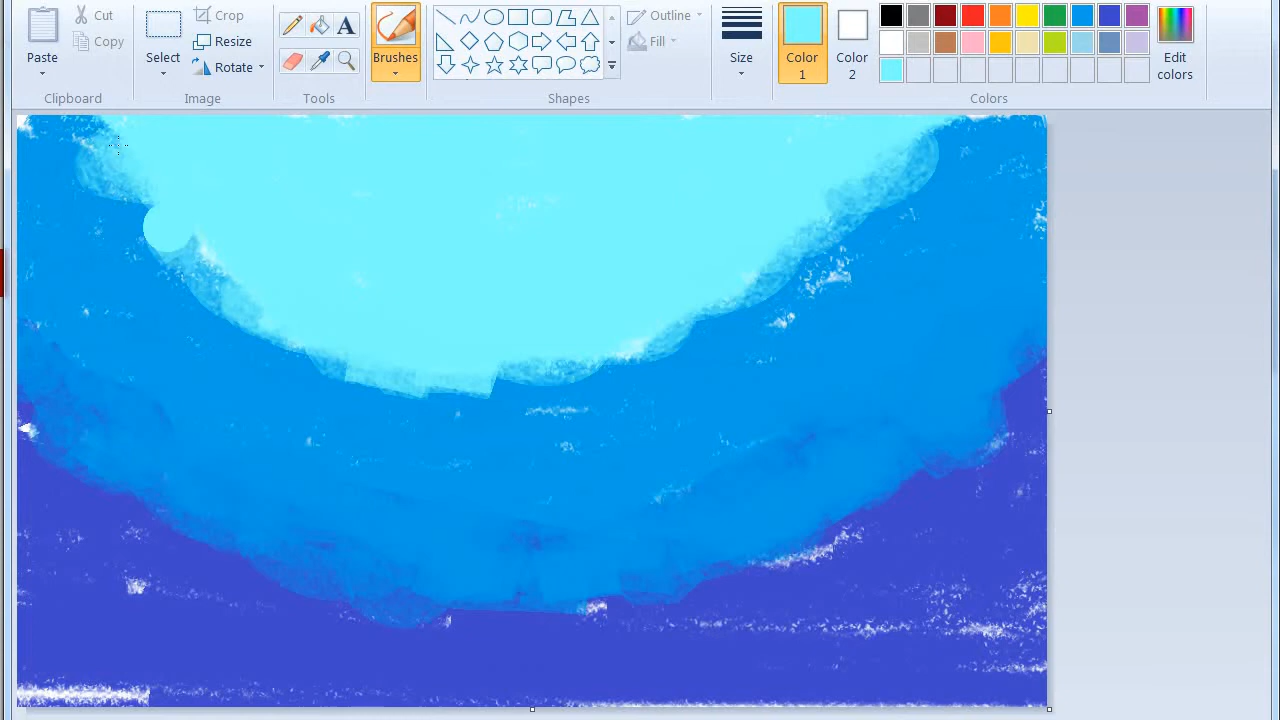 Cut
Crop
Outline
Copy
Resize
Fill
Paste
Select
Rotate
A
Brushes
Size
Color 1
Color 2
Edit colors
Clipboard
Image
Tools
Shapes
Colors